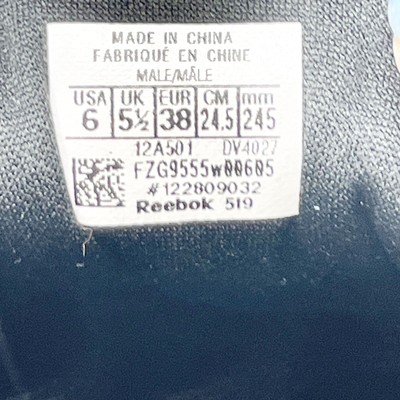 MADE IN CHINA
FABRIQUÉ EN CHINE
MALE/MÂLE
USA UK EUR CM mm
6 5½ 38 24.5 245
12A501 DV4027
FZG9555w00605
#122809032
Reebok 519